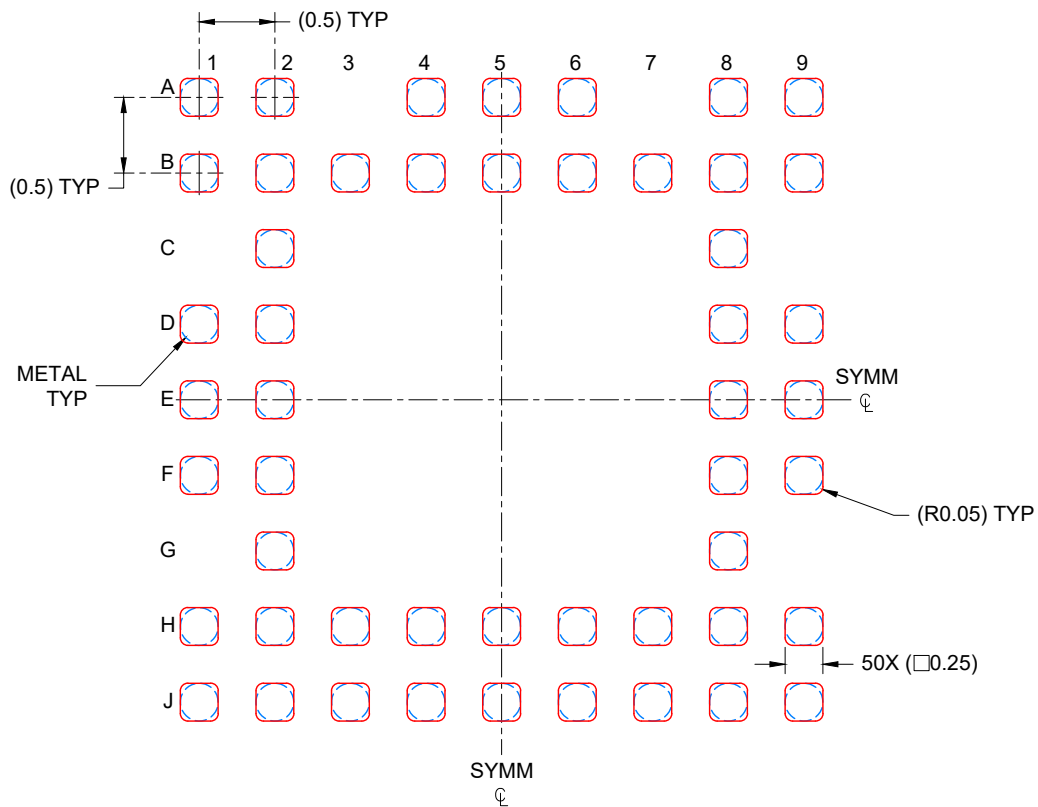 (0.5) TYP
1 2 3 4 5 6 7 8 9
A
B
(0.5) TYP
C
D
METAL
TYP
E
SYMM
℄
F
(R0.05) TYP
G
H
50X (□0.25)
J
SYMM
℄